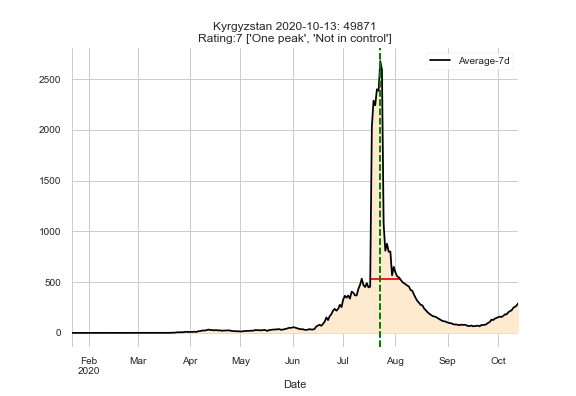 Kyrgyzstan 2020-10-13: 49871
Rating:7 ['One peak', 'Not in control']
Average-7d
2500
2000
1500
1000
500
0
Feb Mar Apr May Jun Jul Aug Sep Oct
2020
Date